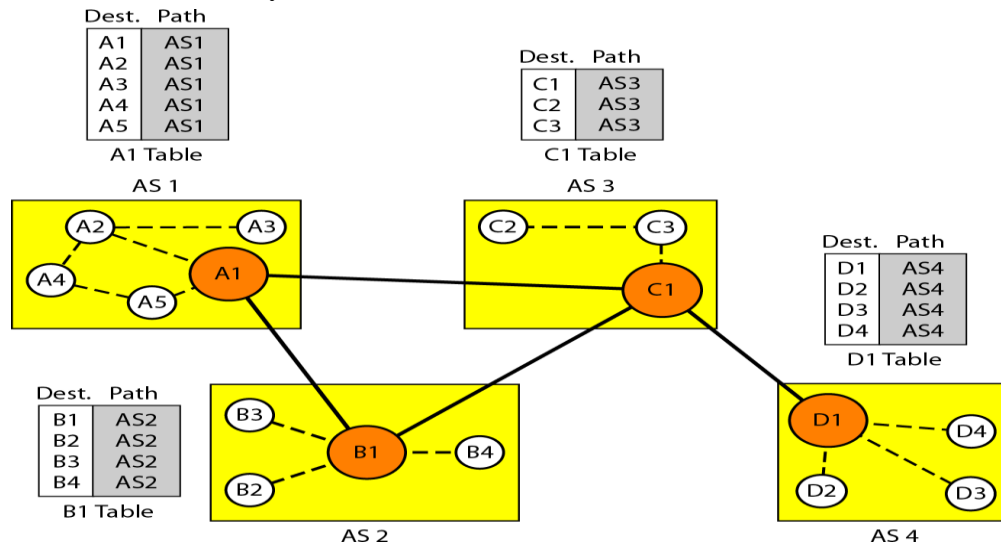 Dest. Path
A1 AS1
A2 AS1
A3 AS1
A4 AS1
A5 AS1
A1 Table
Dest. Path
C1 AS3
C2 AS3
C3 AS3
C1 Table
AS 1
A2
A3
A1
A4
A5
AS 3
C2
C3
C1
Dest. Path
D1 AS4
D2 AS4
D3 AS4
D4 AS4
D1 Table
Dest. Path
B1 AS2
B2 AS2
B3 AS2
B4 AS2
B1 Table
B3
B1
B4
B2
AS 2
D1
D4
D2
D3
AS 4